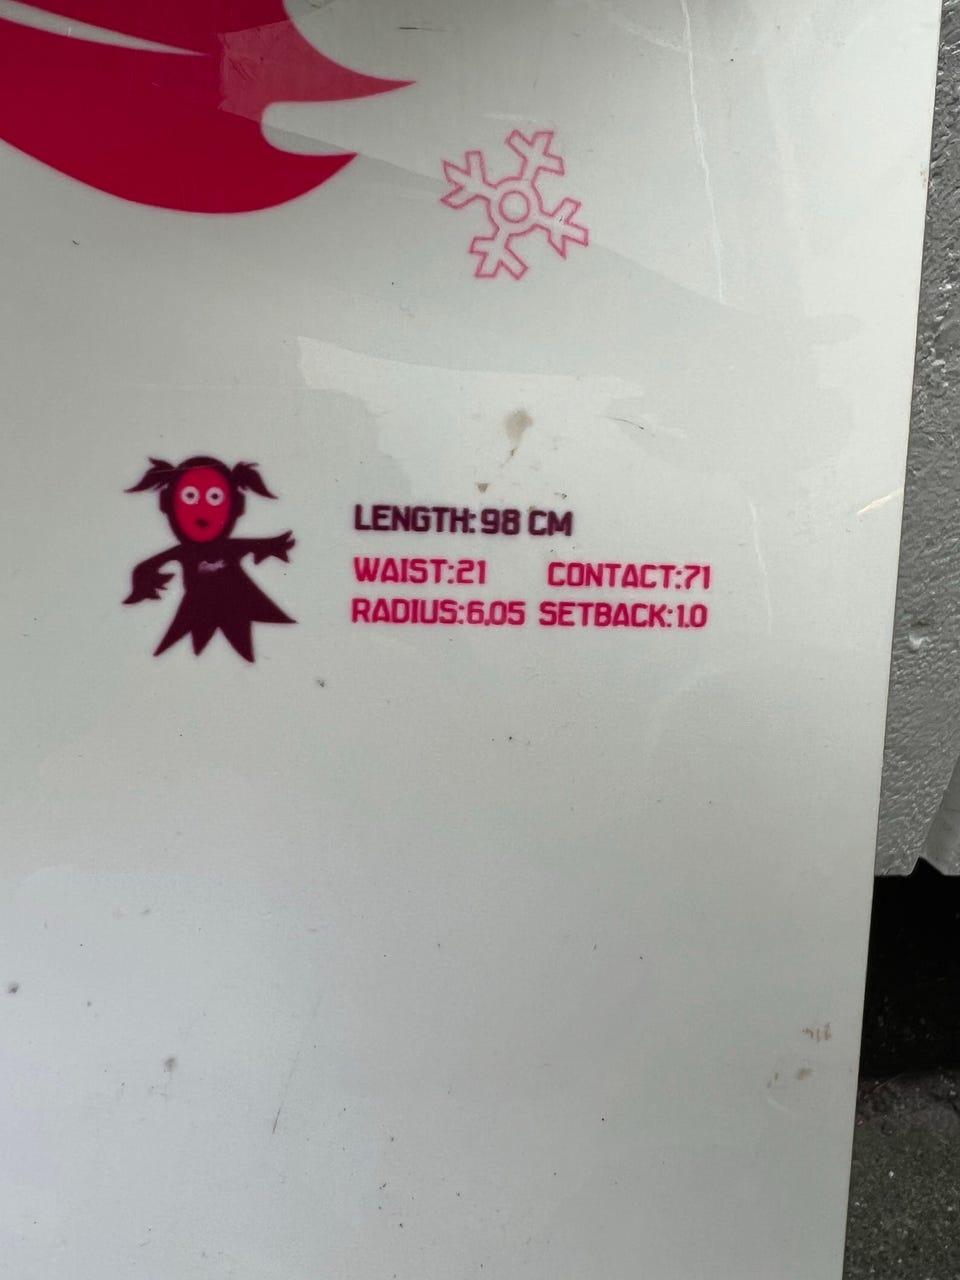 LENGTH: 98 CM
WAIST:21 CONTACT:71
RADIUS:6,05 SETBACK:1.0